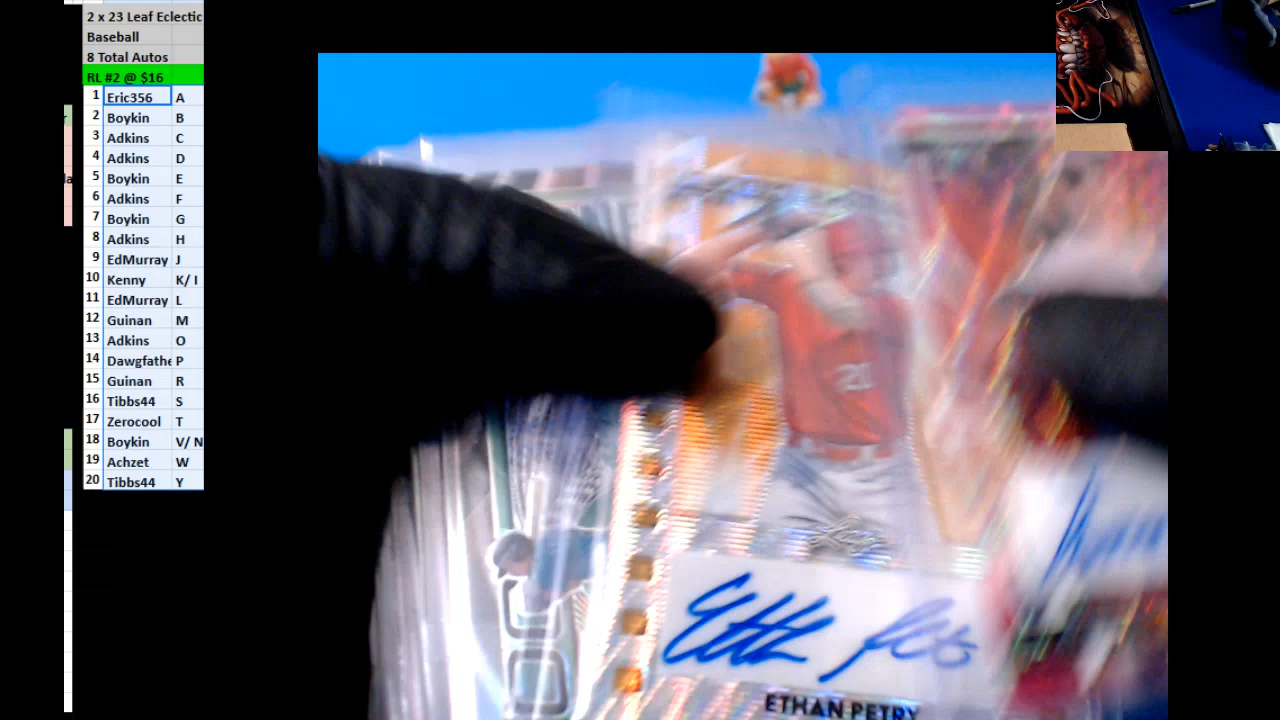 2 x 23 Leaf Eclectic
Baseball
8 Total Autos
RL #2 @ $16
1 Eric356 A
2 Boykin B
3 Adkins C
4 Adkins D
5 Boykin E
6 Adkins F
7 Boykin G
8 Adkins H
9 EdMurray J
10 Kenny K/ I
11 EdMurray L
12 Guinan M
13 Adkins O
14 Dawgfathe P
15 Guinan R
16 Tibbs44 S
17 Zerocool T
18 Boykin V/ N
19 Achzet W
20 Tibbs44 Y
21
Leaf
ETHAN PETRY